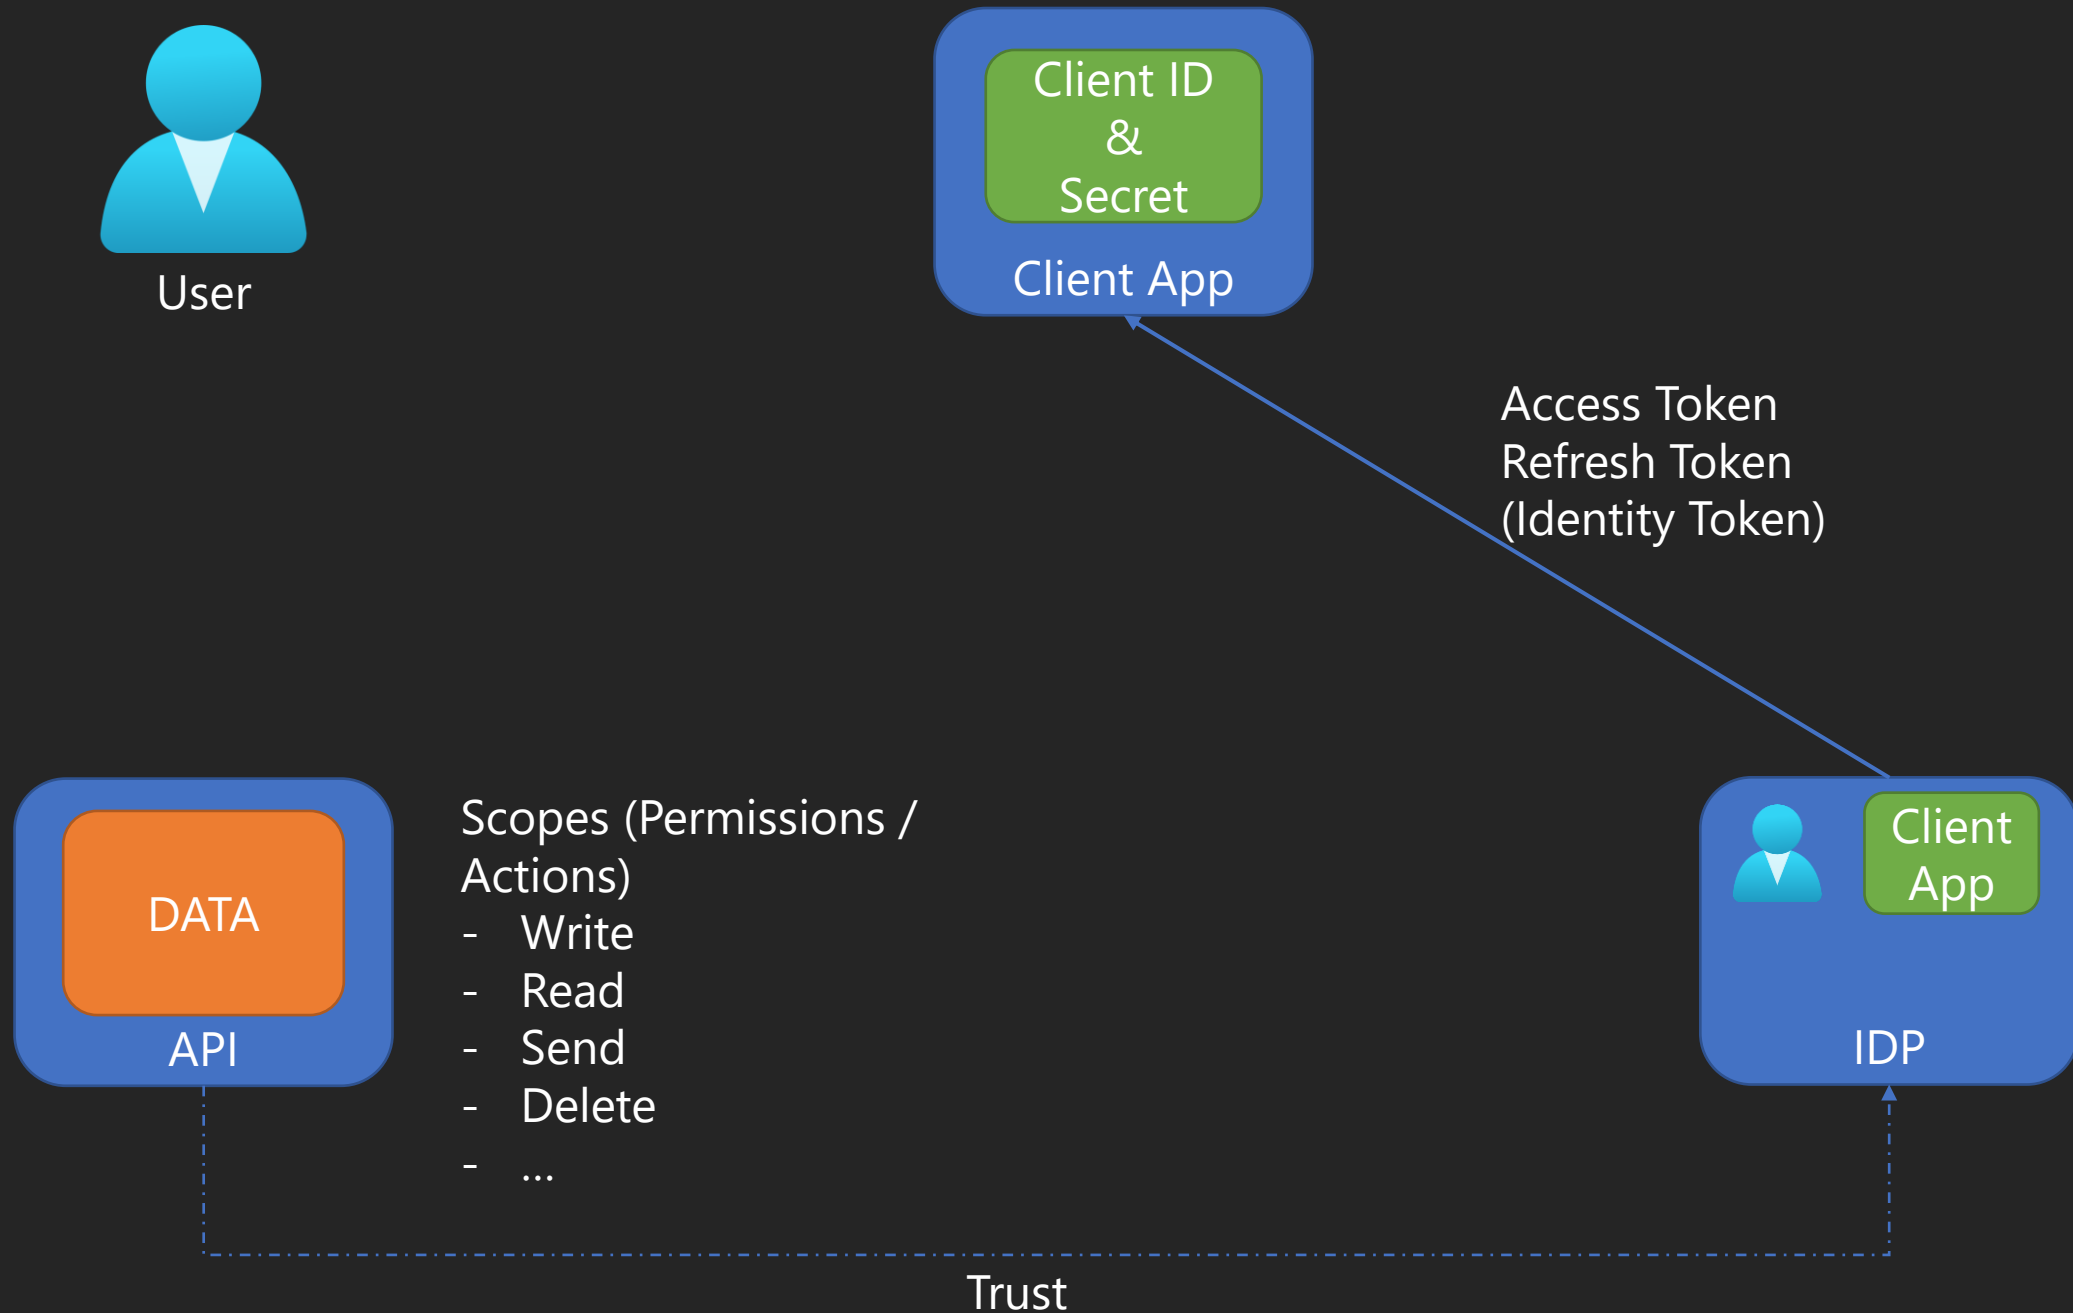 Client ID
&
Secret
Client App
User
Access Token
Refresh Token
(Identity Token)
Scopes (Permissions /
Actions)
- Write
- Read
- Send
- Delete
- ...
DATA
API
Client
App
IDP
Trust